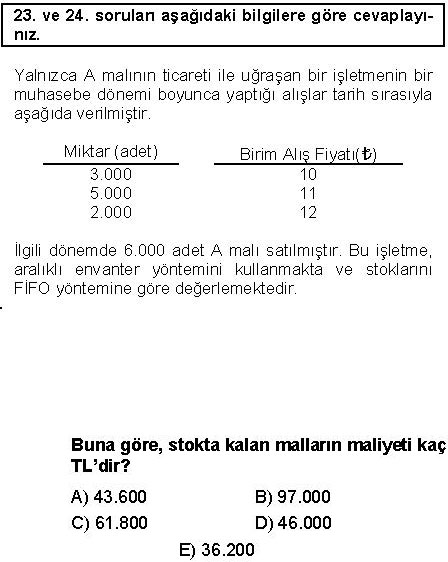 23. ve 24. soruları aşağıdaki bilgilere göre cevaplayı-
nız.
Yalnızca A malının ticareti ile uğraşan bir işletmenin bir
muhasebe dönemi boyunca yaptığı alışlar tarih sırasıyla
aşağıda verilmiştir.
Miktar (adet) Birim Alış Fiyatı(₺)
3.000 10
5.000 11
2.000 12
İlgili dönemde 6.000 adet A malı satılmıştır. Bu işletme,
aralıklı envanter yöntemini kullanmakta ve stoklarını
FİFO yöntemine göre değerlemektedir.
Buna göre, stokta kalan malların maliyeti kaç
TL’dir?
A) 43.600 B) 97.000
C) 61.800 D) 46.000
E) 36.200